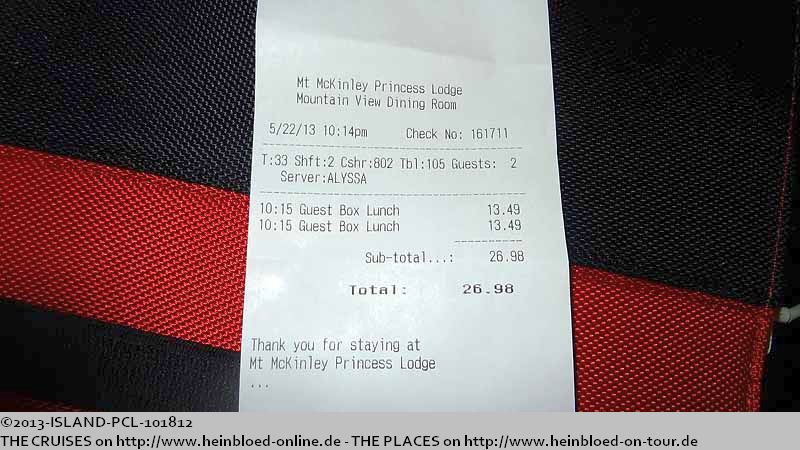 Mt McKinley Princess Lodge
Mountain View Dining Room
5/22/13 10:14pm Check No: 161711
T:33 Shft:2 Cshr:802 Tbl:105 Guests: 2
Server:ALYSSA
10:15 Guest Box Lunch 13.49
10:15 Guest Box Lunch 13.49
Sub-total...: 26.98
Total: 26.98
Thank you for staying at
Mt McKinley Princess Lodge
...
©2013-ISLAND-PCL-101812
THE CRUISES on http://www.heinbloed-online.de - THE PLACES on http://www.heinbloed-on-tour.de